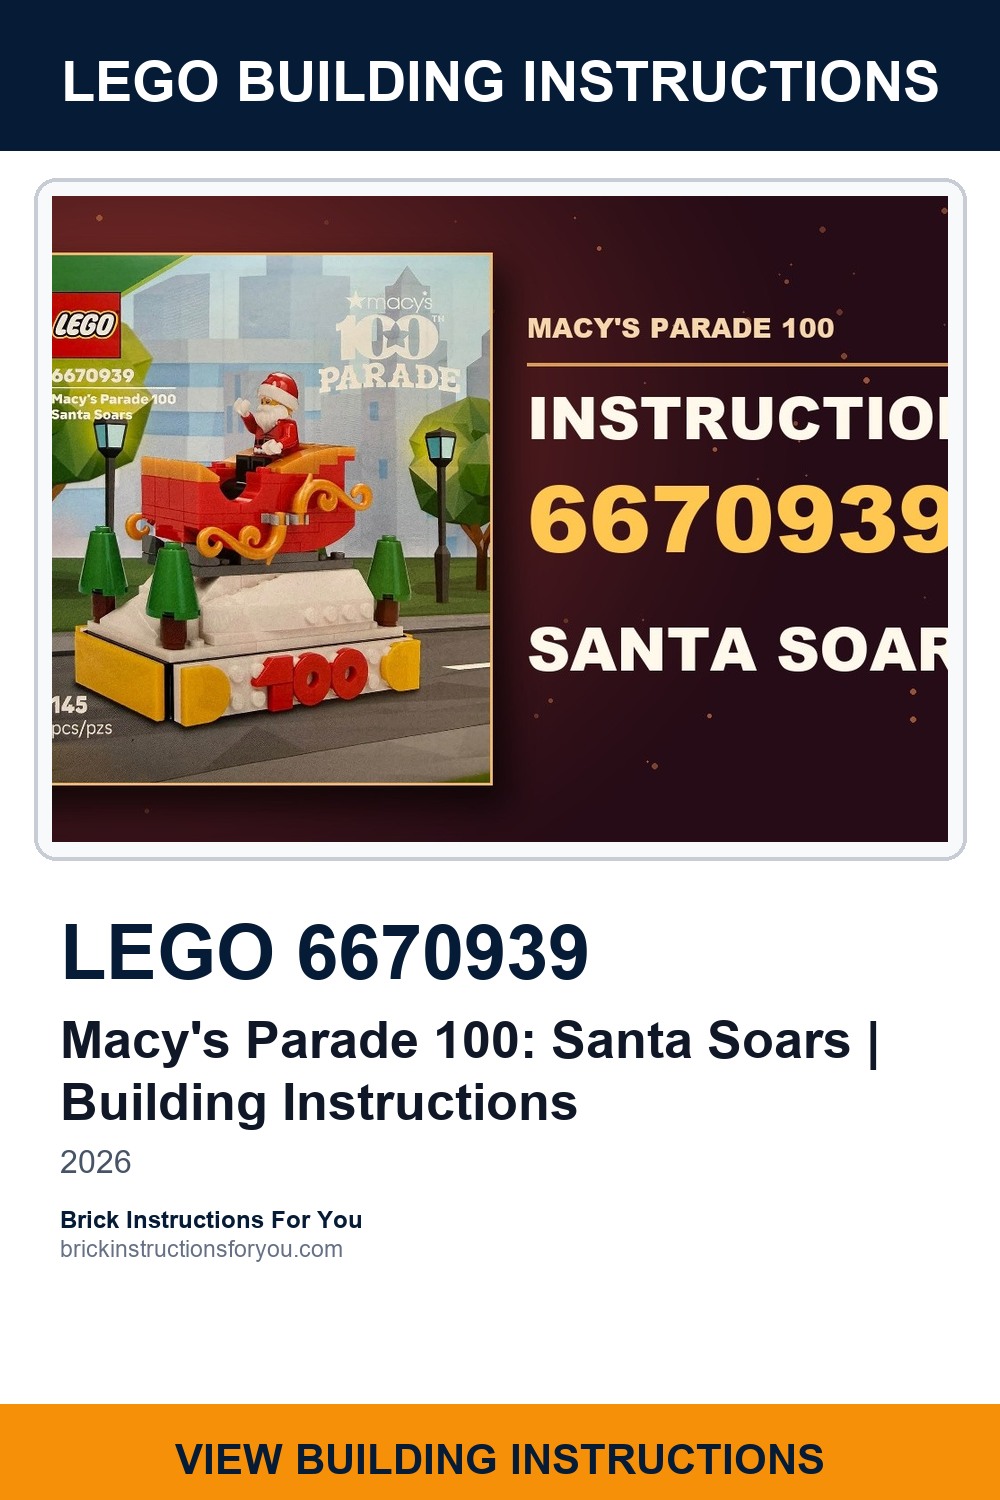 LEGO BUILDING INSTRUCTIONS
LEGO
6670939
Macy's Parade 100
Santa Soars
macy's
100TH
PARADE
100
145
pcs/pzs
MACY'S PARADE 100
INSTRUCTION
6670939
SANTA SOAR
LEGO 6670939
Macy's Parade 100: Santa Soars |
Building Instructions
2026
Brick Instructions For You
brickinstructionsforyou.com
VIEW BUILDING INSTRUCTIONS